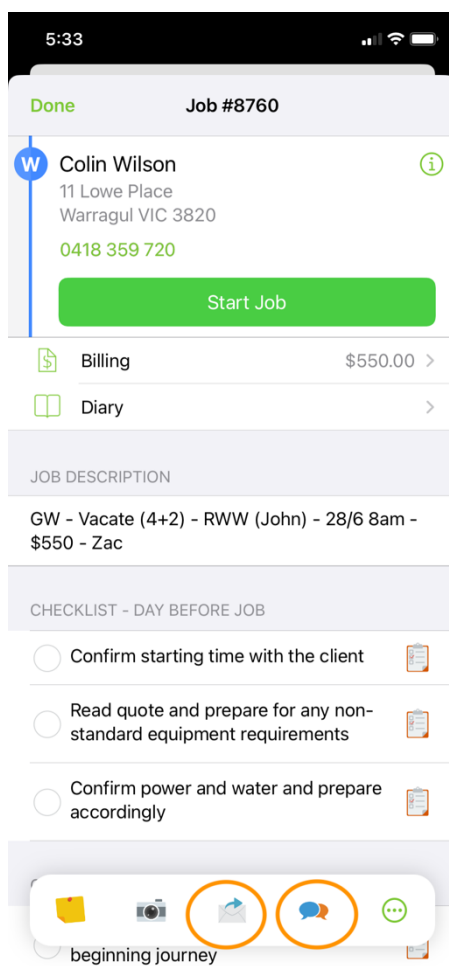 5:33
Done
Job #8760
W
Colin Wilson
11 Lowe Place
Warragul VIC 3820
0418 359 720
Start Job
Billing
$550.00
Diary
JOB DESCRIPTION
GW - Vacate (4+2) - RWW (John) - 28/6 8am -
$550 - Zac
CHECKLIST - DAY BEFORE JOB
Confirm starting time with the client
Read quote and prepare for any non-
standard equipment requirements
Confirm power and water and prepare
accordingly
beginning journey